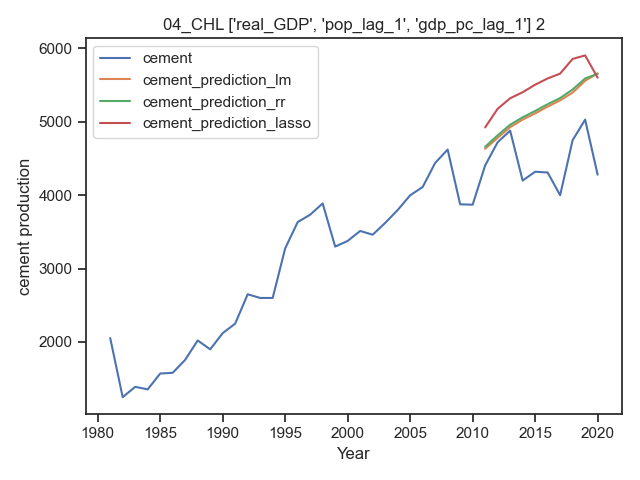 04_CHL ['real_GDP', 'pop_lag_1', 'gdp_pc_lag_1'] 2
6000
5000
4000
3000
2000
cement production
cement
cement_prediction_lm
cement_prediction_rr
cement_prediction_lasso
1980 1985 1990 1995 2000 2005 2010 2015 2020
Year